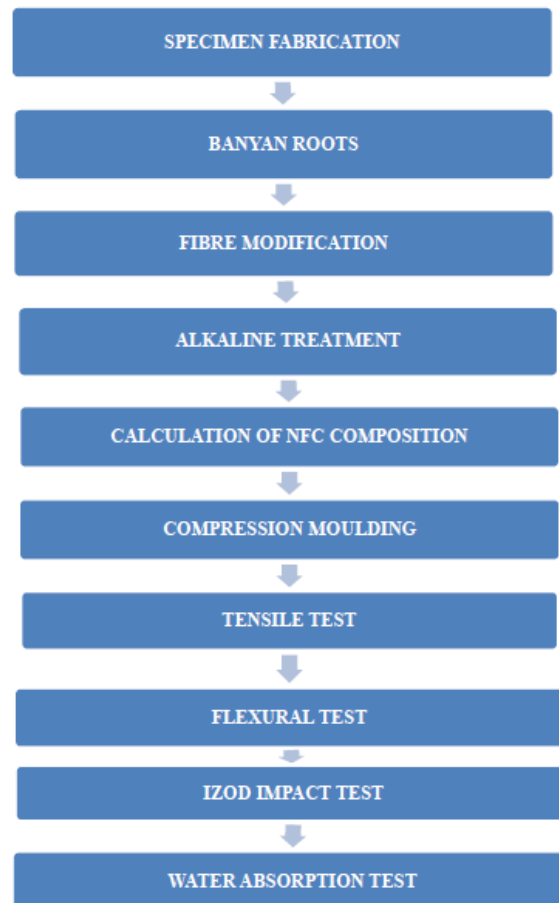 SPECIMEN FABRICATION
BANYAN ROOTS
FIBRE MODIFICATION
ALKALINE TREATMENT
CALCULATION OF NFC COMPOSITION
COMPRESSION MOULDING
TENSILE TEST
FLEXURAL TEST
IZOD IMPACT TEST
WATER ABSORPTION TEST